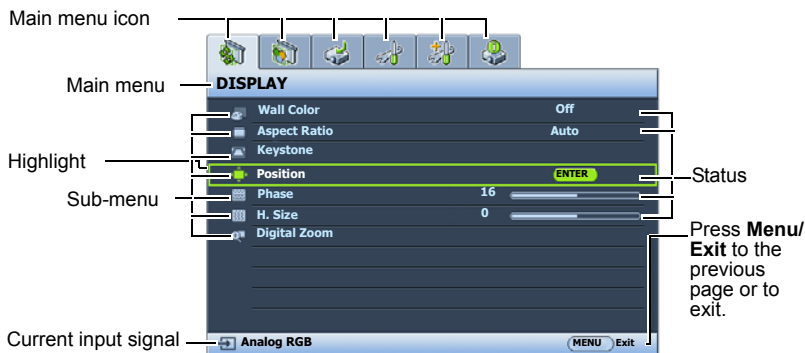 Main menu icon
Main menu
DISPLAY
Wall Color Off
Aspect Ratio Auto
Keystone
Highlight
Position ENTER
Status
Sub-menu
Phase 16
H. Size 0
Digital Zoom
Press Menu/
Exit to the
previous
page or to
exit.
Current input signal
Analog RGB
MENU Exit